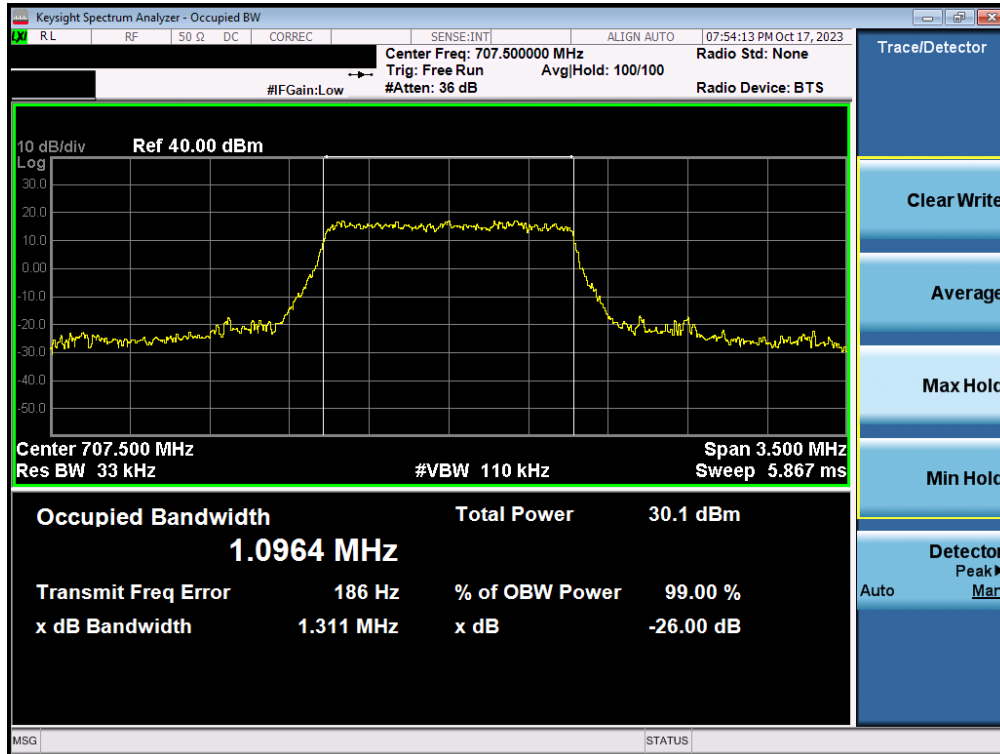 Keysight Spectrum Analyzer - Occupied BW
LXI RL RF 50 Ω DC CORREC SENSE:INT ALIGN AUTO 07:54:13 PM Oct 17, 2023
Center Freq: 707.500000 MHz Radio Std: None
Trig: Free Run Avg|Hold: 100/100
#IFGain:Low #Atten: 36 dB Radio Device: BTS
Trace/Detector
10 dB/div Ref 40.00 dBm
Log
30.0
20.0
10.0
0.00
-10.0
-20.0
-30.0
-40.0
-50.0
Center 707.500 MHz Span 3.500 MHz
Res BW 33 kHz #VBW 110 kHz Sweep 5.867 ms
Occupied Bandwidth Total Power 30.1 dBm
1.0964 MHz
Transmit Freq Error 186 Hz % of OBW Power 99.00 %
x dB Bandwidth 1.311 MHz x dB -26.00 dB
Clear Write
Average
Max Hold
Min Hold
Detector
Peak▶
Auto Man
MSG STATUS